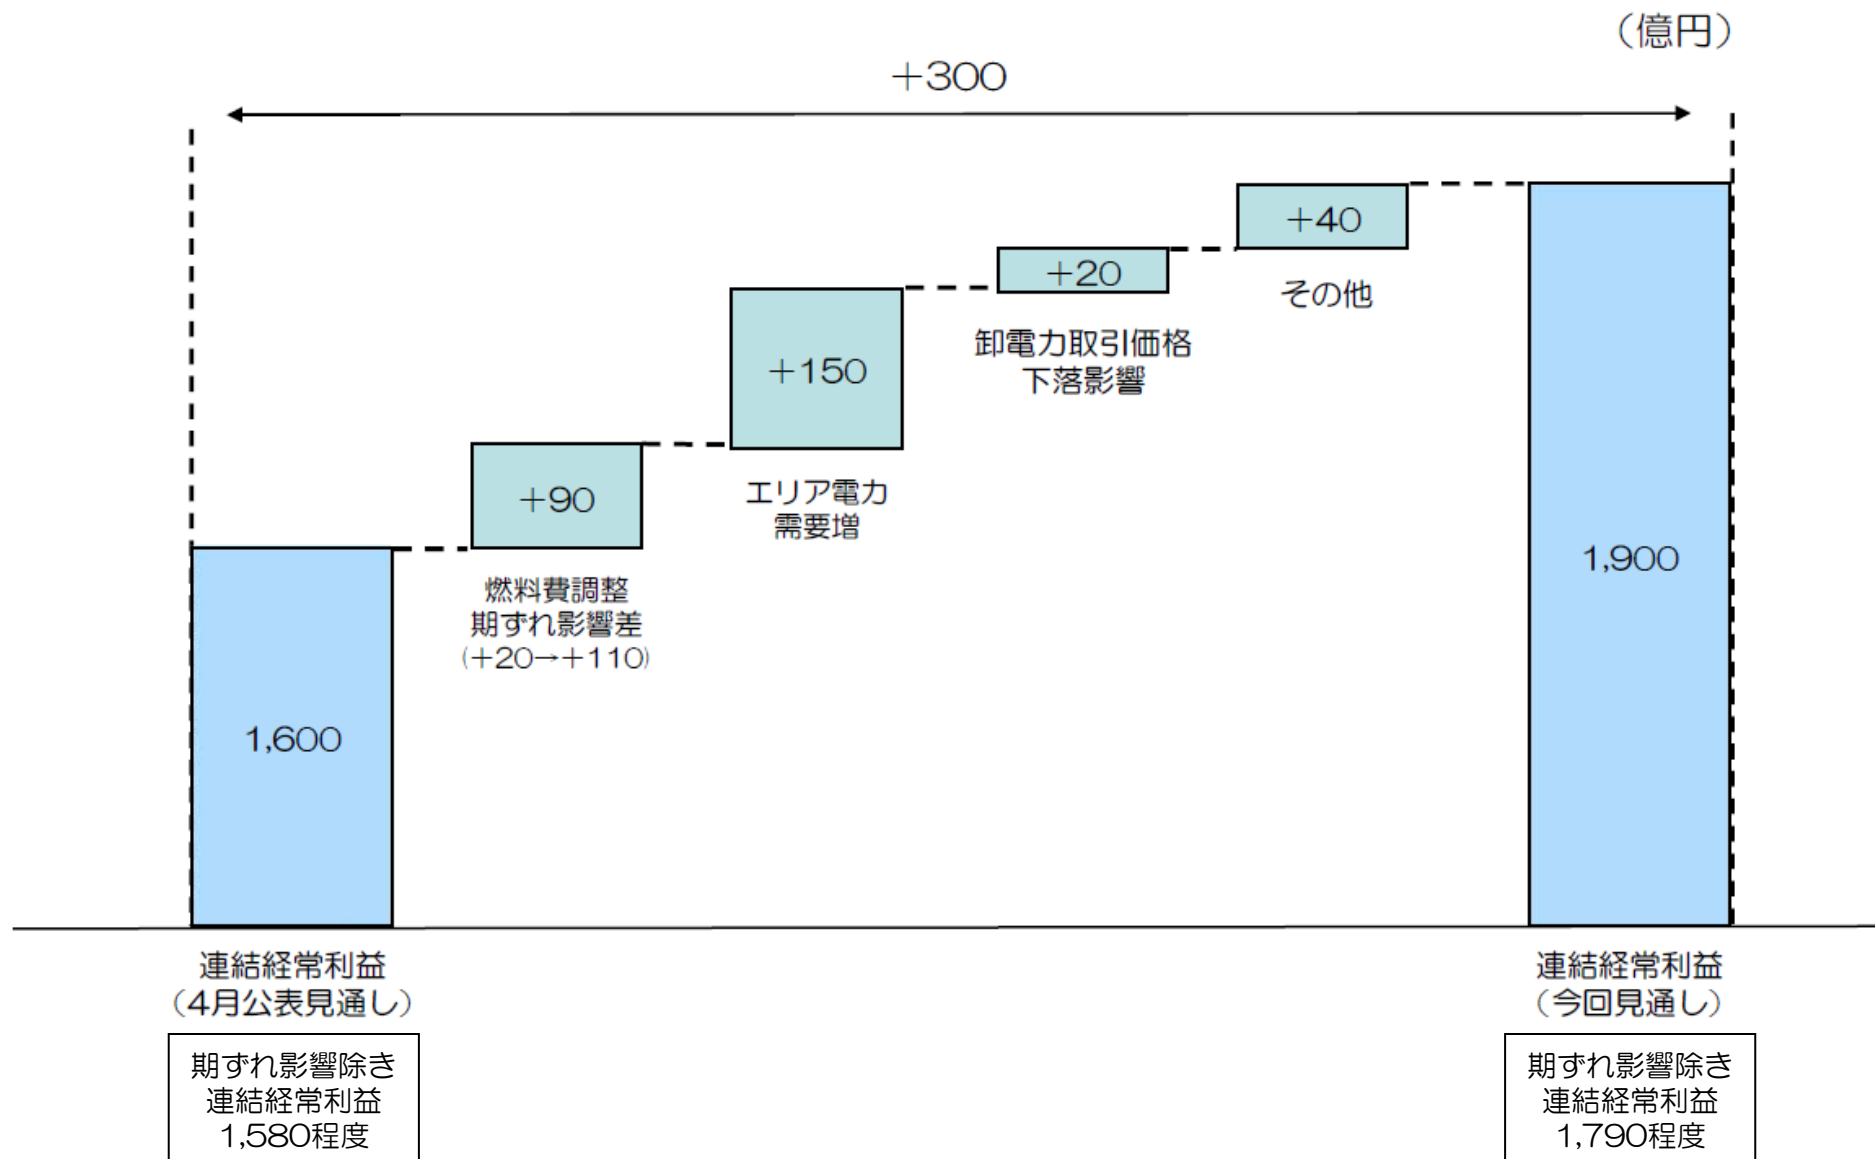 （億円）
＋300
＋40
その他
＋20
卸電力取引価格
下落影響
＋150
エリア電力
需要増
＋90
燃料費調整
期ずれ影響差
(＋20→＋110)
1,600
1,900
連結経常利益
（4月公表見通し）
期ずれ影響除き
連結経常利益
1,580程度
連結経常利益
（今回見通し）
期ずれ影響除き
連結経常利益
1,790程度